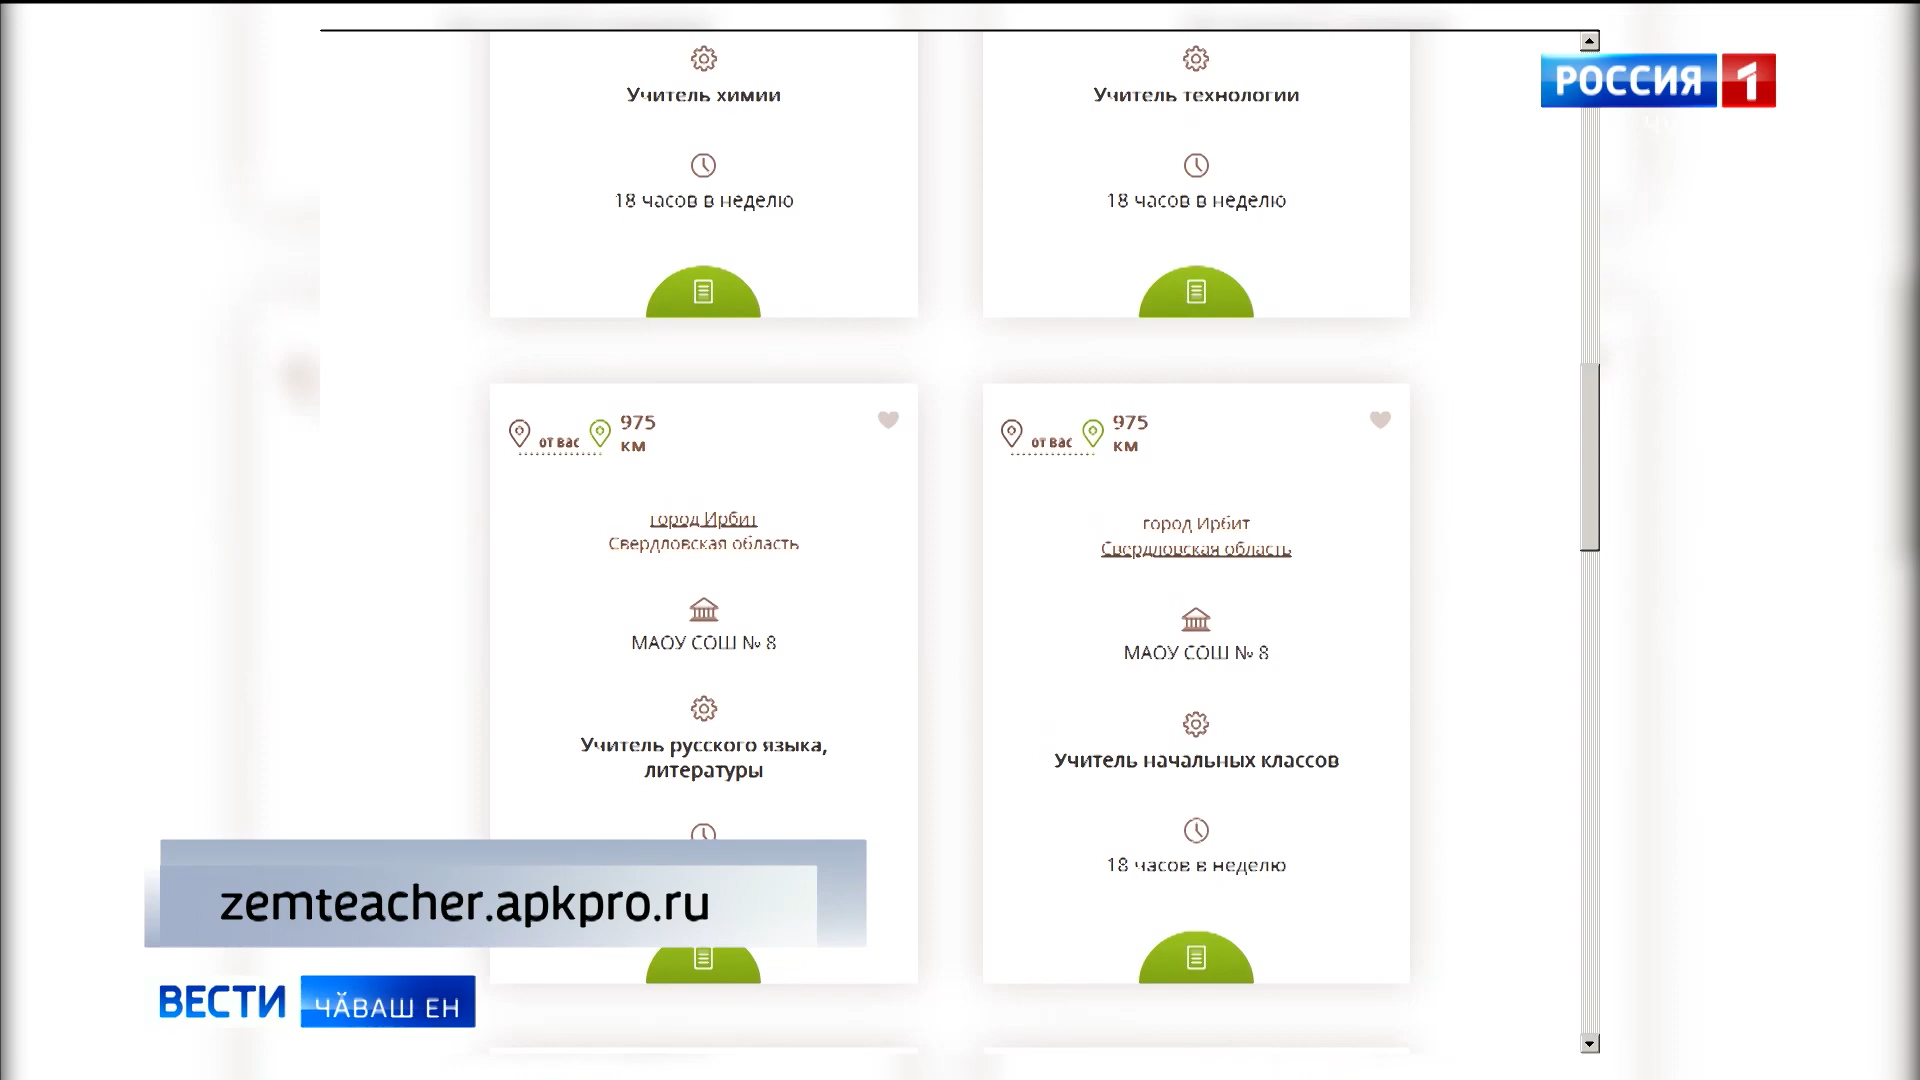 Учитель химии
18 часов в неделю
Учитель технологии
18 часов в неделю
РОССИЯ 1
от вас
975
км
город Ирбит
Свердловская область
МАОУ СОШ № 8
Учитель русского языка,
литературы
от вас
975
км
город Ирбит
Свердловская область
МАОУ СОШ № 8
Учитель начальных классов
18 часов в неделю
zemteacher.apkpro.ru
ВЕСТИ ЧӐВАШ ЕН